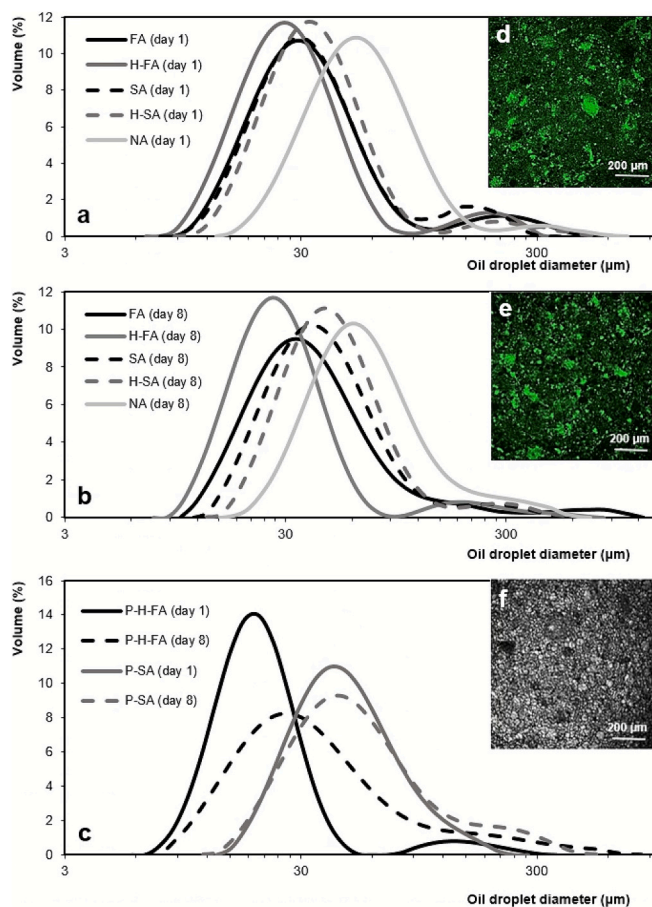 Volume (%)
12
10
8
6
4
2
0
FA (day 1)
H-FA (day 1)
SA (day 1)
H-SA (day 1)
NA (day 1)
a
d
200 µm
3
30
300
Oil droplet diameter (µm)
Volume (%)
12
10
8
6
4
2
0
FA (day 8)
H-FA (day 8)
SA (day 8)
H-SA (day 8)
NA (day 8)
b
e
200 µm
3
30
300
Oil droplet diameter (µm)
Volume (%)
16
14
12
10
8
6
4
2
0
P-H-FA (day 1)
P-H-FA (day 8)
P-SA (day 1)
P-SA (day 8)
c
f
200 µm
3
30
300
Oil droplet diameter (µm)